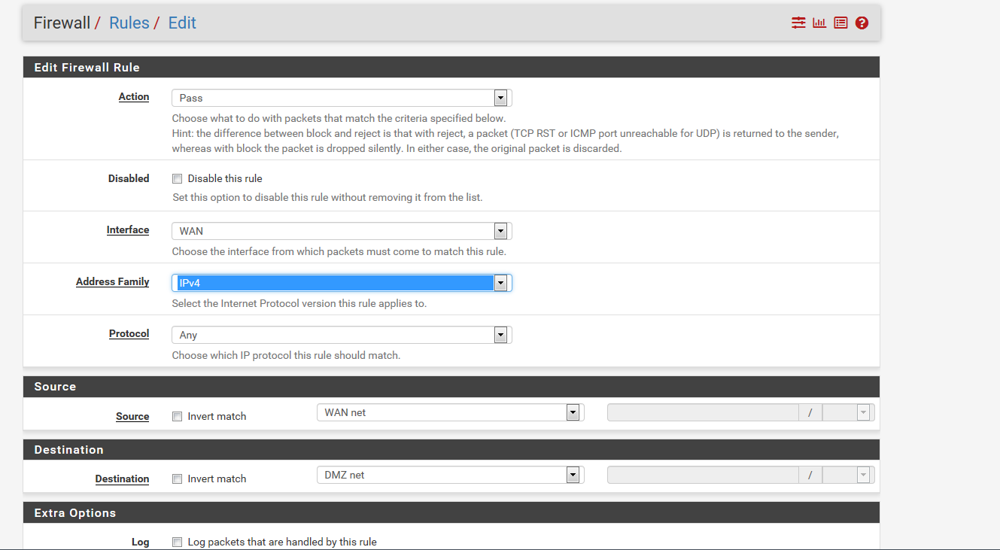 Firewall / Rules / Edit
Edit Firewall Rule
Action
Pass
Choose what to do with packets that match the criteria specified below.
Hint: the difference between block and reject is that with reject, a packet (TCP RST or ICMP port unreachable for UDP) is returned to the sender,
whereas with block the packet is dropped silently. In either case, the original packet is discarded.
Disabled
Disable this rule
Set this option to disable this rule without removing it from the list.
Interface
WAN
Choose the interface from which packets must come to match this rule.
Address Family
IPv4
Select the Internet Protocol version this rule applies to.
Protocol
Any
Choose which IP protocol this rule should match.
Source
Source
Invert match
WAN net
/
Destination
Destination
Invert match
DMZ net
/
Extra Options
Log
Log packets that are handled by this rule